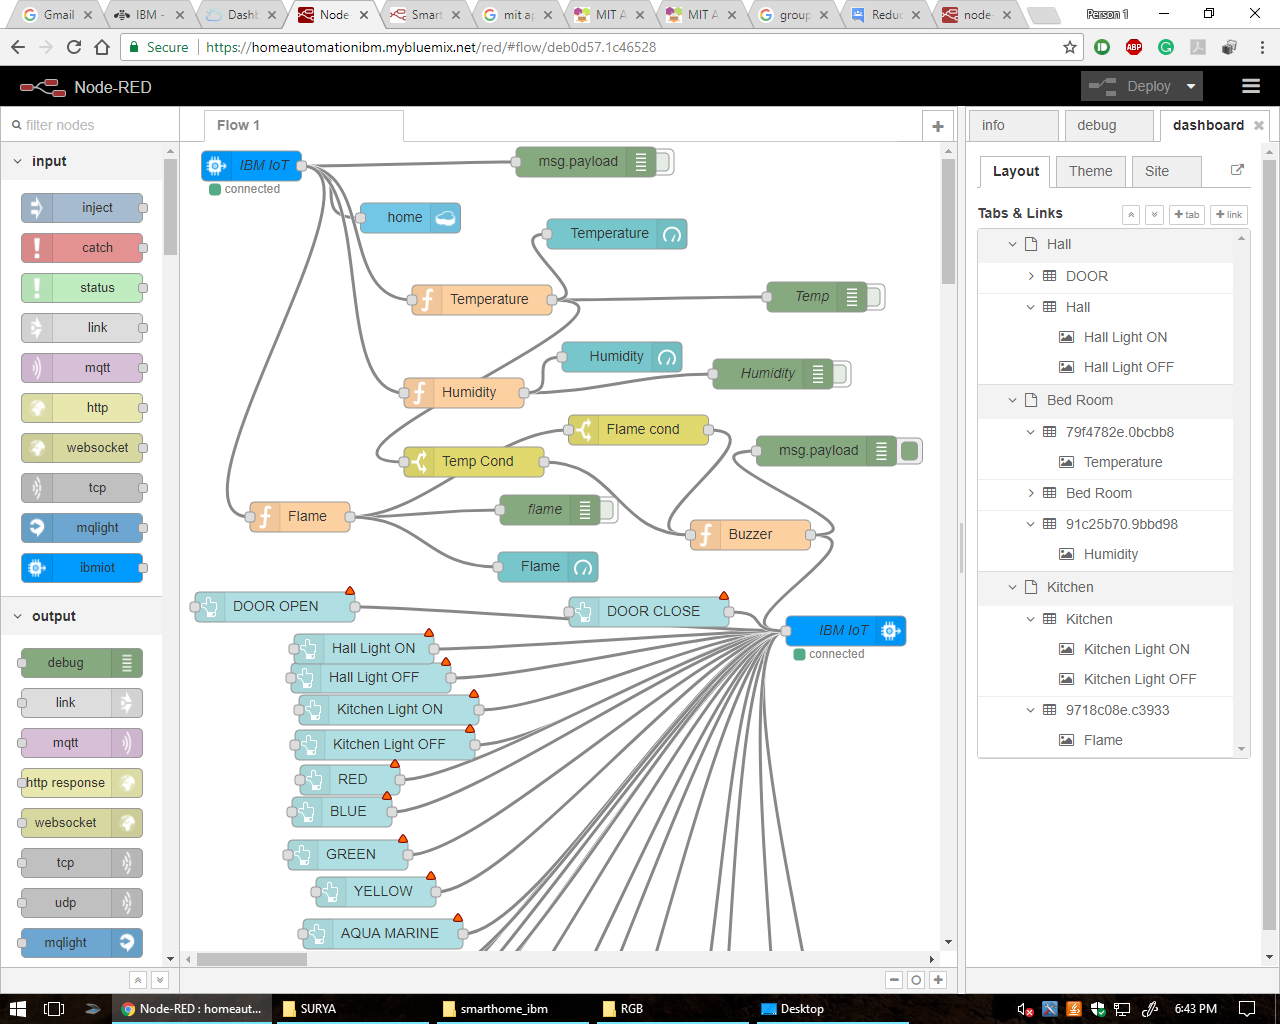 Gmail
IBM -
Dashb
Node
Smart
mit ap
MIT A
MIT A
group
Reduc
node
Person 1
Secure
https://homeautomationibm.mybluemix.net/red/#flow/deb0d57.1c46528
ABP
Node-RED
Deploy
filter nodes
Flow 1
info
debug
dashboard
input
inject
catch
status
link
mqtt
http
websocket
tcp
mqlight
ibmiot
output
debug
link
mqtt
http response
websocket
tcp
udp
mqlight
IBM IoT
connected
msg.payload
home
Temperature
Temperature
Temp
Humidity
Humidity
Humidity
Flame cond
msg.payload
Temp Cond
Flame
flame
Buzzer
Flame
DOOR OPEN
DOOR CLOSE
IBM IoT
connected
Hall Light ON
Hall Light OFF
Kitchen Light ON
Kitchen Light OFF
RED
BLUE
GREEN
YELLOW
AQUA MARINE
Layout
Theme
Site
Tabs & Links
+ tab
+ link
Hall
DOOR
Hall
Hall Light ON
Hall Light OFF
Bed Room
79f4782e.0bcbb8
Temperature
Bed Room
91c25b70.9bbd98
Humidity
Kitchen
Kitchen
Kitchen Light ON
Kitchen Light OFF
9718c08e.c3933
Flame
Node-RED : homeaut...
SURYA
smarthome_ibm
RGB
Desktop
6:43 PM